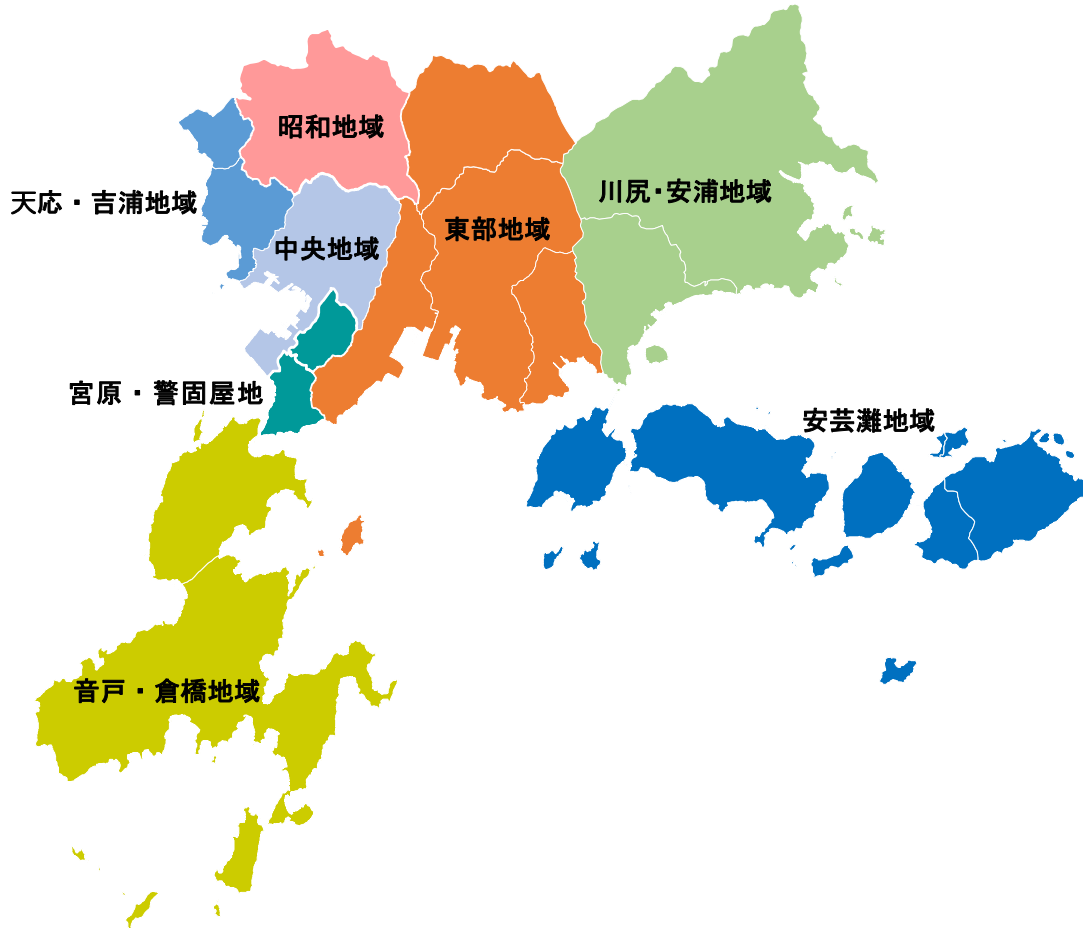 昭和地域
川尻・安浦地域
天応・吉浦地域
東部地域
中央地域
宮原・警固屋地
安芸灘地域
音戸・倉橋地域